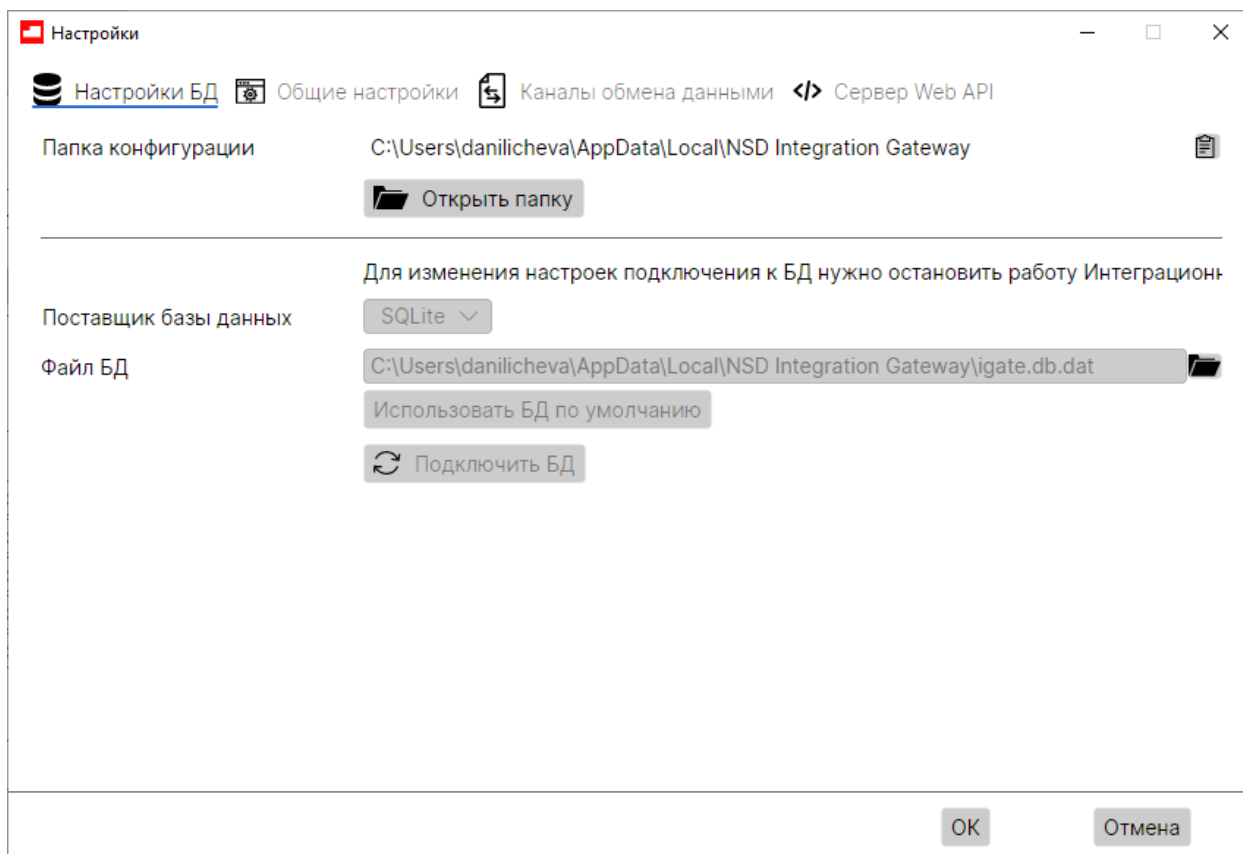 Настройки
Настройки БД Общие настройки Каналы обмена данными </> Сервер Web API
Папка конфигурации C:\Users\danilicheva\AppData\Local\NSD Integration Gateway
Открыть папку
Для изменения настроек подключения к БД нужно остановить работу Интеграционн
Поставщик базы данных SQLite
Файл БД C:\Users\danilicheva\AppData\Local\NSD Integration Gateway\igate.db.dat
Использовать БД по умолчанию
Подключить БД
ОК Отмена